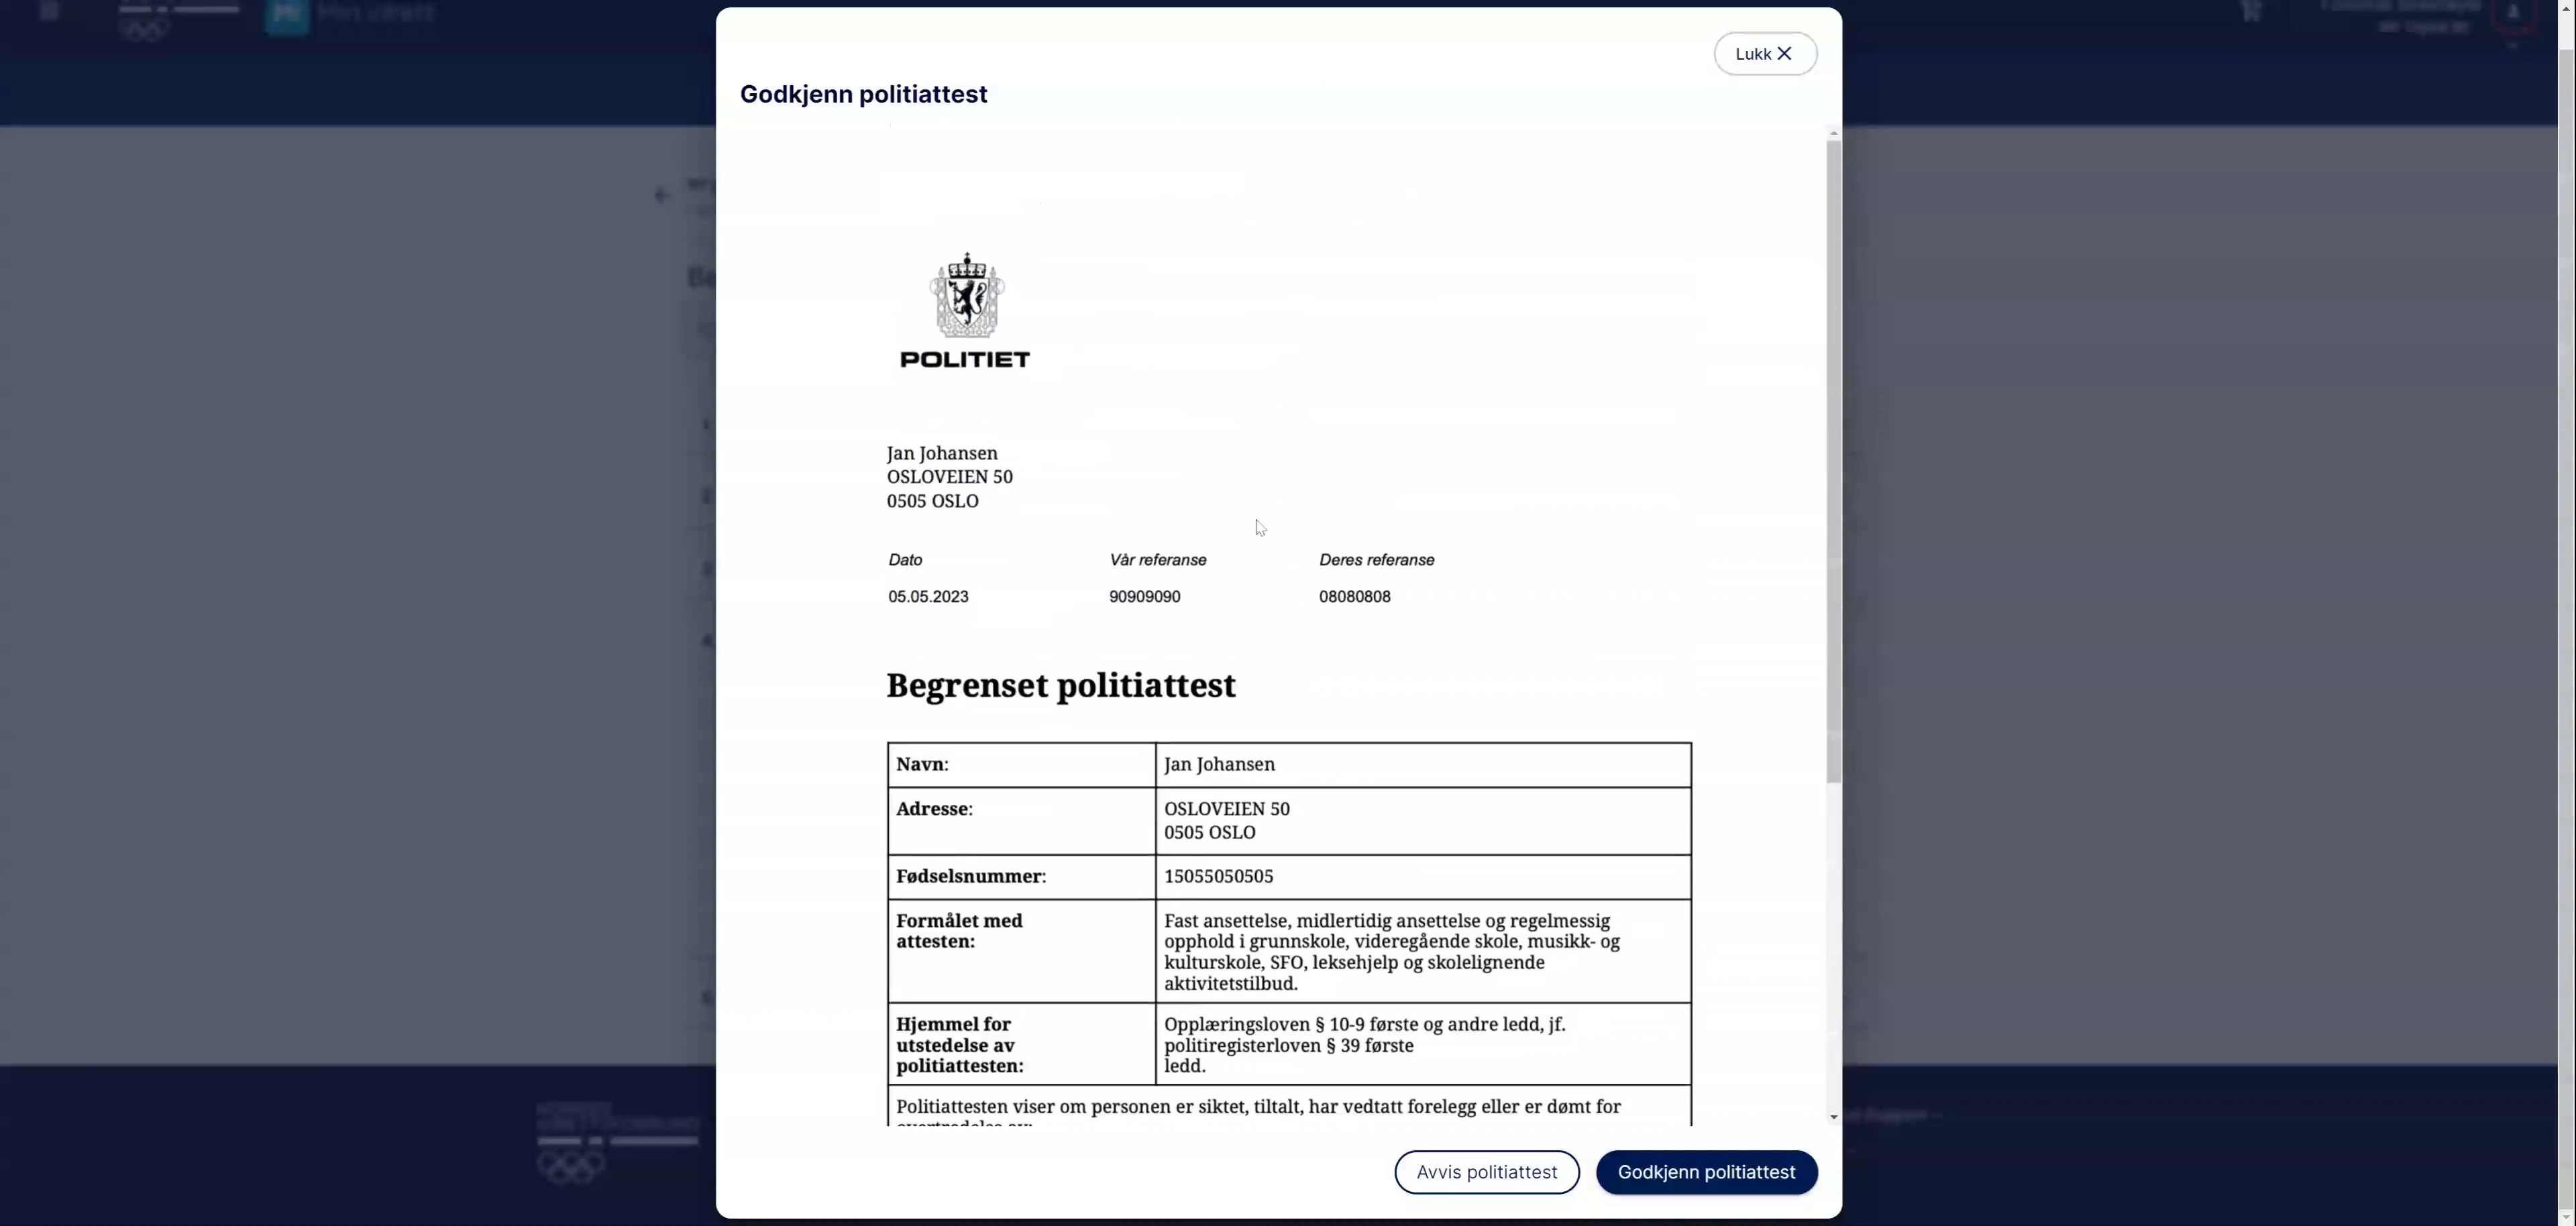 Min idrett
Lukk
Godkjenn politiattest
POLITIET
Jan Johansen
OSLOVEIEN 50
0505 OSLO
Dato Vår referanse Deres referanse
05.05.2023 90909090 08080808
Begrenset politiattest
Navn: Jan Johansen
Adresse: OSLOVEIEN 50
0505 OSLO
Fødselsnummer: 15055050505
Formålet med attesten: Fast ansettelse, midlertidig ansettelse og regelmessig
opphold i grunnskole, videregående skole, musikk- og
kulturskole, SFO, leksehjelp og skolelignende
aktivitetstilbud.
Hjemmel for
utstedelse av
politiattesten:
Opplæringsloven § 10-9 første og andre ledd, jf.
politiregisterloven § 39 første
ledd.
Politiattesten viser om personen er siktet, tiltalt, har vedtatt forelegg eller er dømt for
Avvis politiattest
Godkjenn politiattest